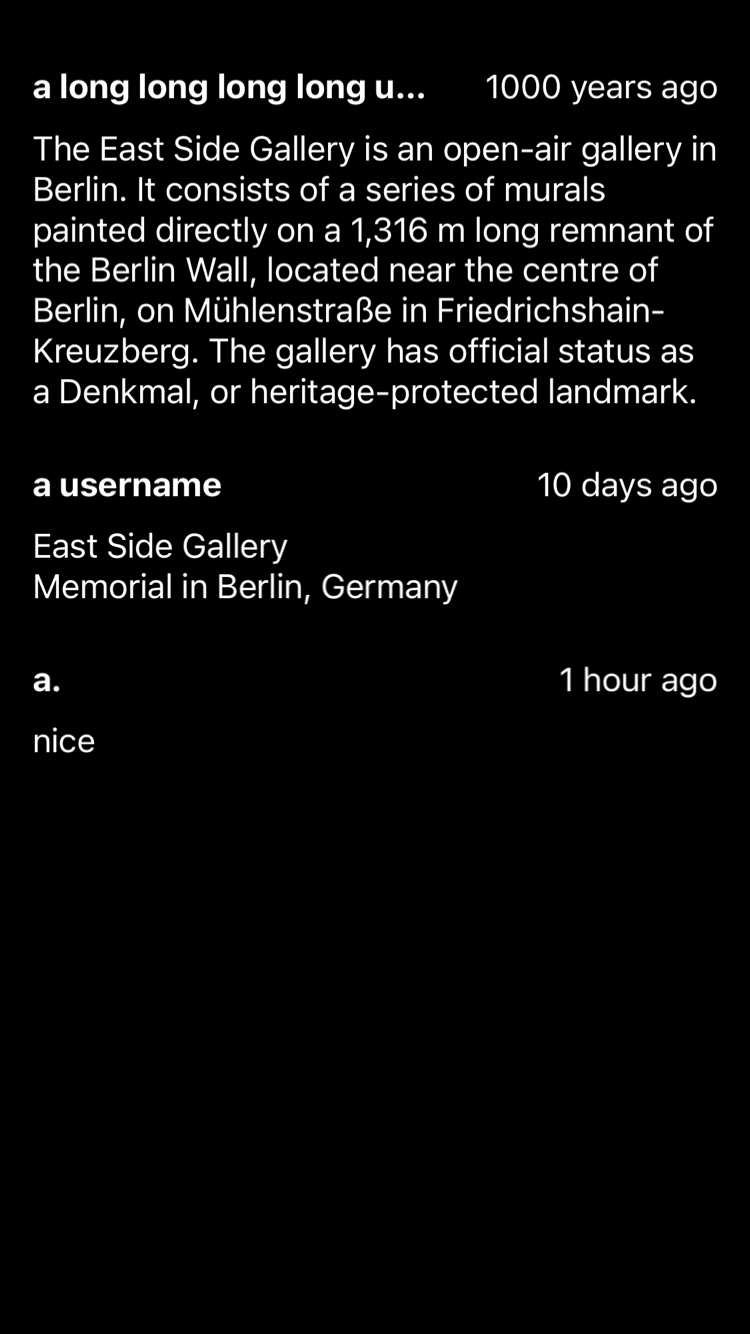 a long long long long u... 1000 years ago
The East Side Gallery is an open-air gallery in
Berlin. It consists of a series of murals
painted directly on a 1,316 m long remnant of
the Berlin Wall, located near the centre of
Berlin, on Mühlenstraße in Friedrichshain-
Kreuzberg. The gallery has official status as
a Denkmal, or heritage-protected landmark.
a username 10 days ago
East Side Gallery
Memorial in Berlin, Germany
a. 1 hour ago
nice